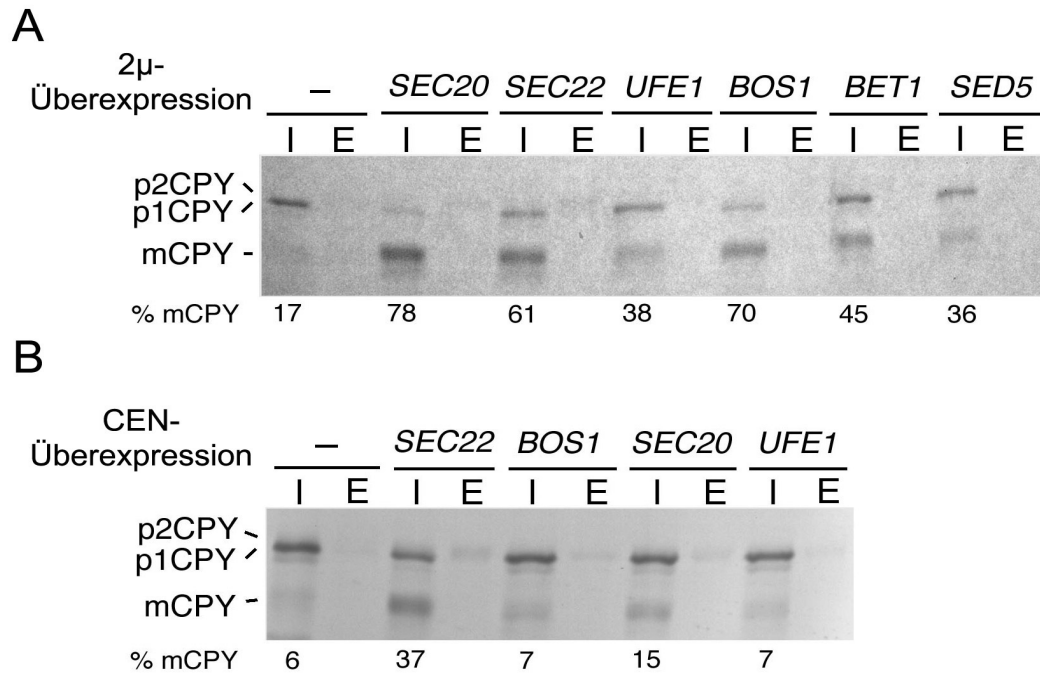 A
2µ-
Überexpression
– SEC20 SEC22 UFE1 BOS1 BET1 SED5
I E I E I E I E I E I E I E
p2CPY
p1CPY
mCPY
% mCPY 17 78 61 38 70 45 36
B
CEN-
Überexpression
– SEC22 BOS1 SEC20 UFE1
I E I E I E I E I E
p2CPY
p1CPY
mCPY
% mCPY 6 37 7 15 7